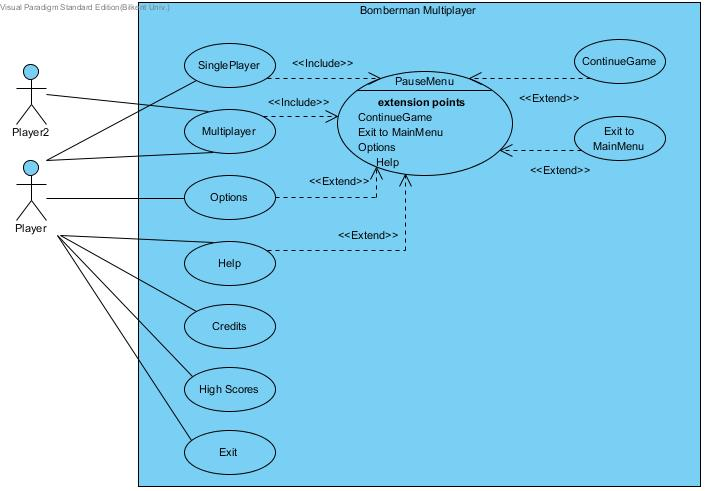 Visual Paradigm Standard Edition(Bilkent Univ.)
Bomberman Multiplayer
SinglePlayer
<<Include>>
ContinueGame
PauseMenu
<<Extend>>
extension points
ContinueGame
Exit to MainMenu
Options
Help
<<Include>>
Multiplayer
Player2
Exit to
MainMenu
<<Extend>>
Player
Options
<<Extend>>
<<Extend>>
Help
Credits
High Scores
Exit